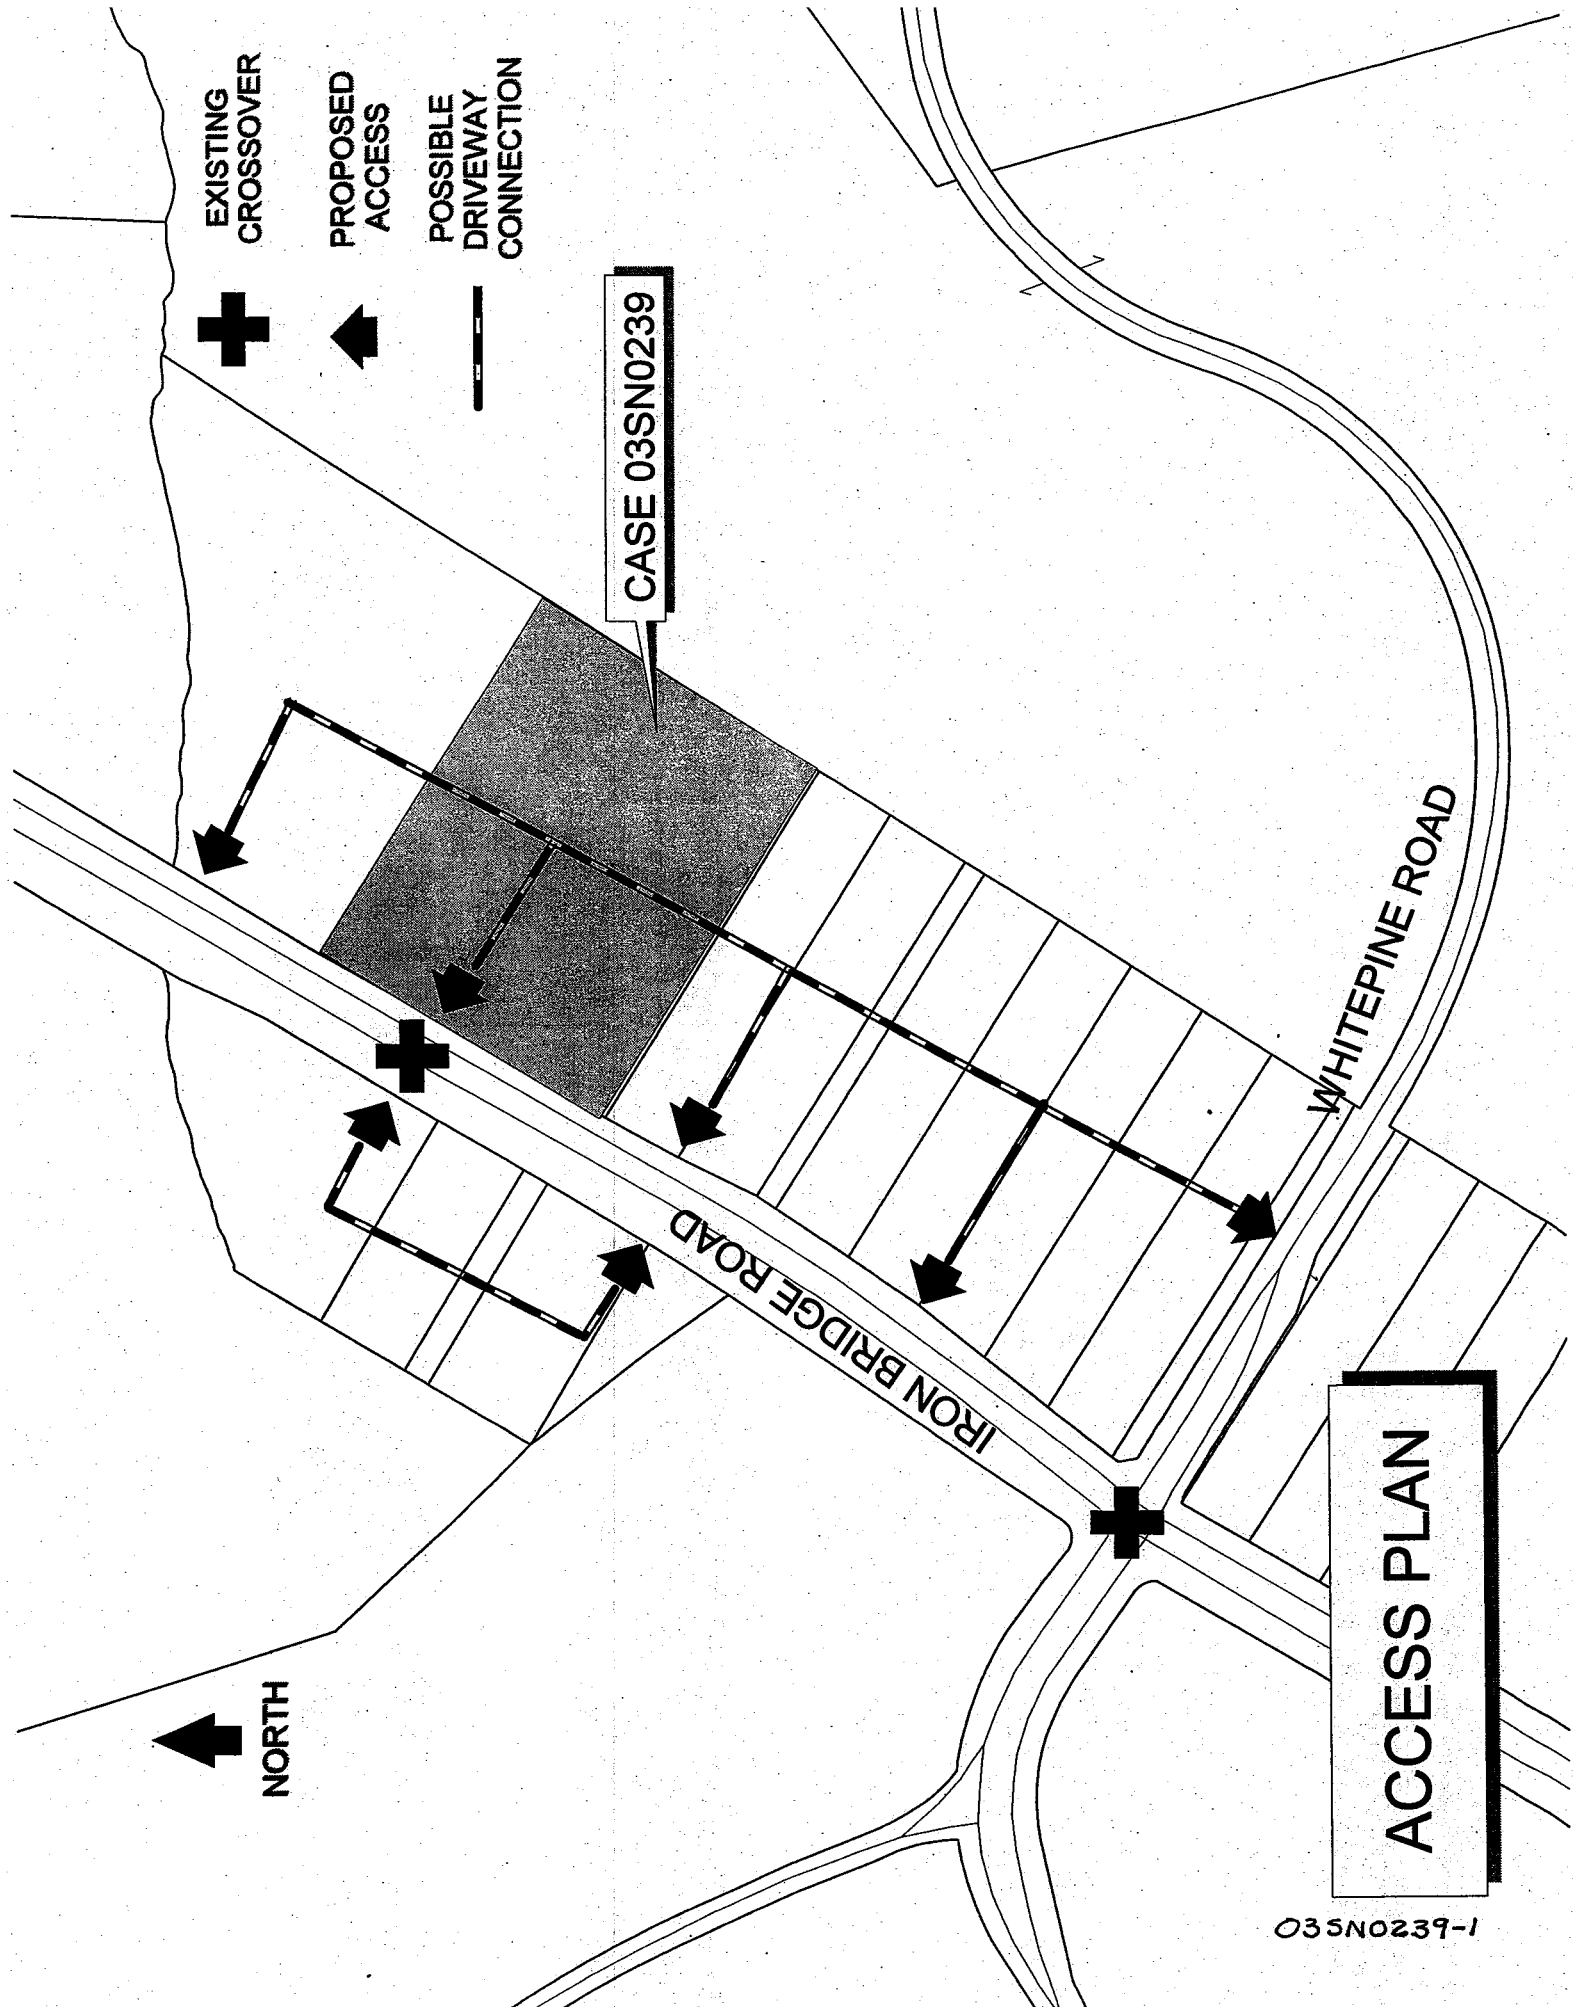 EXISTING
CROSSOVER
PROPOSED
ACCESS
POSSIBLE
DRIVEWAY
CONNECTION
CASE 03SN0239
WHITEPINE ROAD
IRON BRIDGE ROAD
NORTH
ACCESS PLAN
03SN0239-1